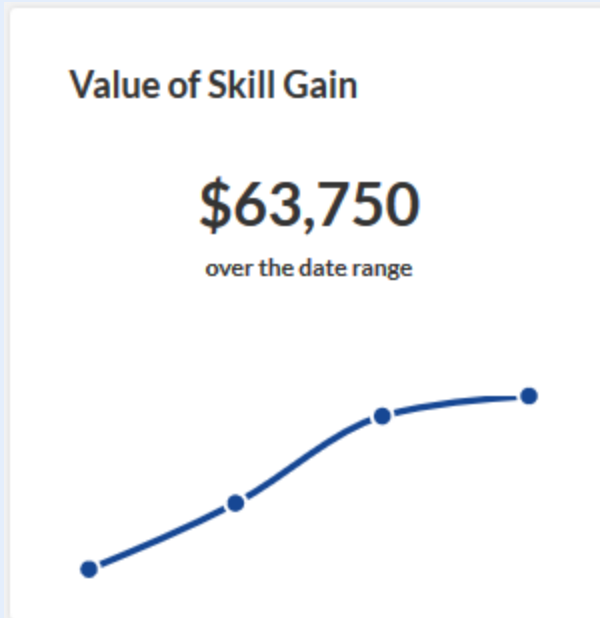 Value of Skill Gain
$63,750
over the date range